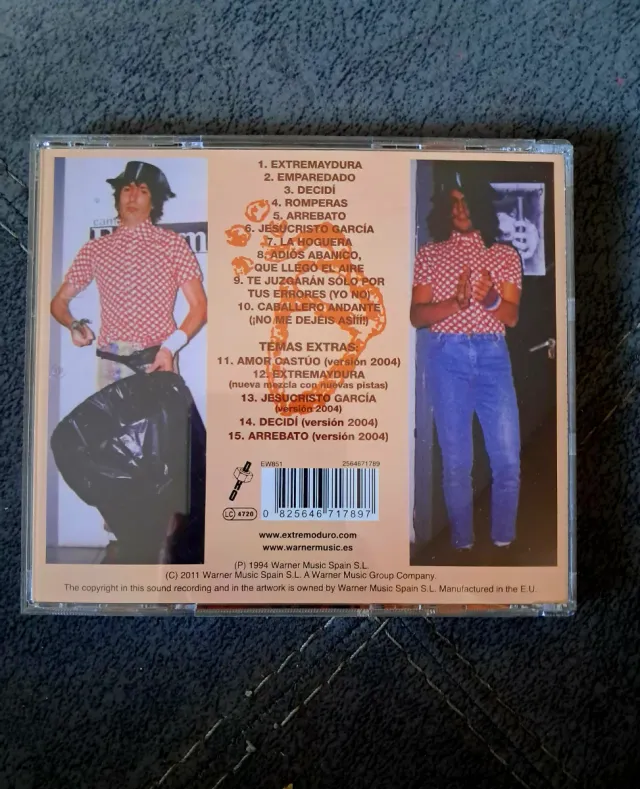 1. EXTREMAYDURA
2. EMPAREDADO
3. DECIDÍ
4. ROMPERAS
5. ARREBATO
6. JESUCRISTO GARCÍA
7. LA HOGUERA
8. ADIOS ABANICO,
QUE LLEGÓ EL AIRE
9. TE JUZGARÁN SÓLO POR
TUS ERRORES (YO NO)
10. CABALLERO ANDANTE
(¡NO ME DEJEIS ASÍÍÍ!)
TEMAS EXTRAS:
11. AMOR CASTÚO (versión 2004)
12. EXTREMAYDURA
(nueva mezcla con nuevas pistas)
13. JESUCRISTO GARCÍA
(versión 2004)
14. DECIDÍ (versión 2004)
15. ARREBATO (versión 2004)
EW851 2564671789
LC 4720
0 825646 717897
www.extremoduro.com
www.warnermusic.es
(P) 1994 Warner Music Spain S.L.
(C) 2011 Warner Music Spain S.L. A Warner Music Group Company.
The copyright in this sound recording and in the artwork is owned by Warner Music Spain S.L. Manufactured in the E.U.